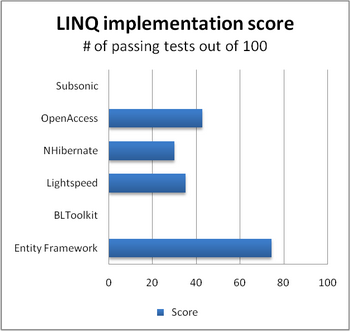 LINQ implementation score
# of passing tests out of 100
Subsonic
OpenAccess
NHibernate
Lightspeed
BLToolkit
Entity Framework
0 20 40 60 80 100
Score